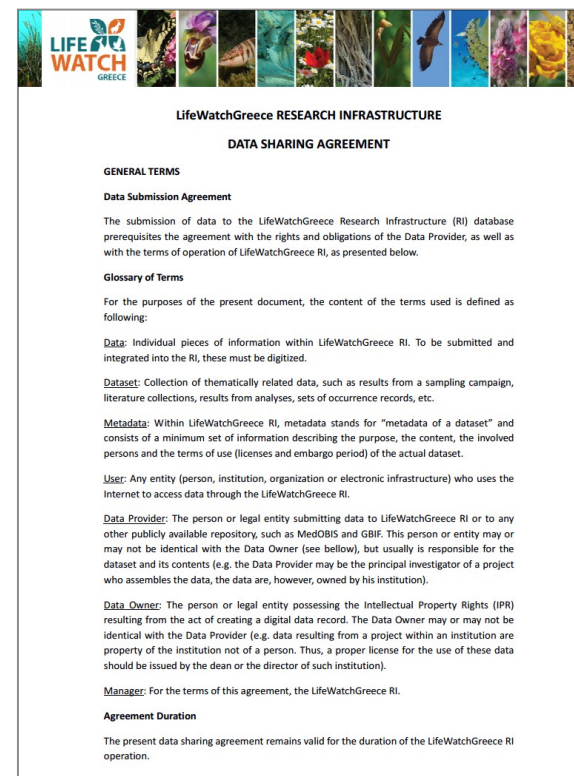 LIFE
WATCH
GREECE
LifeWatchGreece RESEARCH INFRASTRUCTURE
DATA SHARING AGREEMENT
GENERAL TERMS
Data Submission Agreement
The submission of data to the LifeWatchGreece Research Infrastructure (RI) database
prerequisites the agreement with the rights and obligations of the Data Provider, as well as
with the terms of operation of LifeWatchGreece RI, as presented below.
Glossary of Terms
For the purposes of the present document, the content of the terms used is defined as
following:
Data: Individual pieces of information within LifeWatchGreece RI. To be submitted and
integrated into the RI, these must be digitized.
Dataset: Collection of thematically related data, such as results from a sampling campaign,
literature collections, results from analyses, sets of occurrence records, etc.
Metadata: Within LifeWatchGreece RI, metadata stands for “metadata of a dataset” and
consists of a minimum set of information describing the purpose, the content, the involved
persons and the terms of use (licenses and embargo period) of the actual dataset.
User: Any entity (person, institution, organization or electronic infrastructure) who uses the
Internet to access data through the LifeWatchGreece RI.
Data Provider: The person or legal entity submitting data to LifeWatchGreece RI or to any
other publicly available repository, such as MedOBIS and GBIF. This person or entity may or
may not be identical with the Data Owner (see bellow), but usually is responsible for the
dataset and its contents (e.g. the Data Provider may be the principal investigator of a project
who assembles the data, the data are, however, owned by his institution).
Data Owner: The person or legal entity possessing the Intellectual Property Rights (IPR)
resulting from the act of creating a digital data record. The Data Owner may or may not be
identical with the Data Provider (e.g. data resulting from a project within an institution are
property of the institution not of a person. Thus, a proper license for the use of these data
should be issued by the dean or the director of such institution).
Manager: For the terms of this agreement, the LifeWatchGreece RI.
Agreement Duration
The present data sharing agreement remains valid for the duration of the LifeWatchGreece RI
operation.